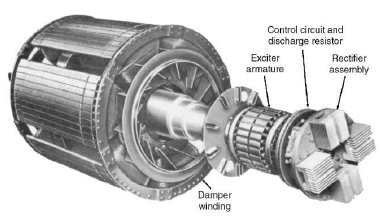 Control circuit and
discharge resistor
Exciter
armature
Rectifier
assembly
Damper
winding